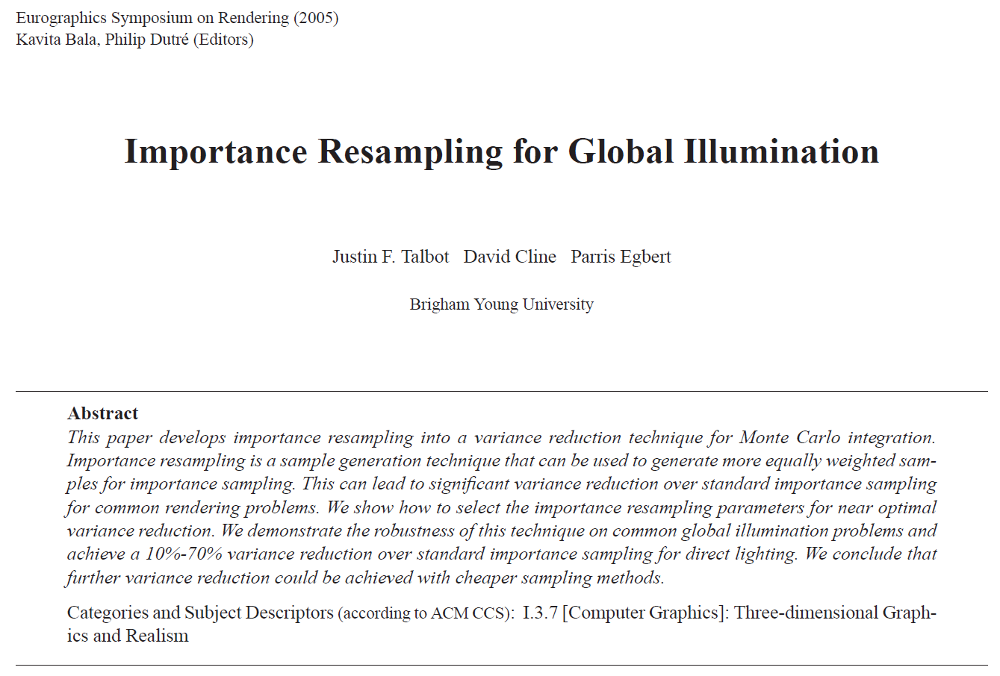 Eurographics Symposium on Rendering (2005)
Kavita Bala, Philip Dutré (Editors)
Importance Resampling for Global Illumination
Justin F. Talbot David Cline Parris Egbert
Brigham Young University
Abstract
This paper develops importance resampling into a variance reduction technique for Monte Carlo integration.
Importance resampling is a sample generation technique that can be used to generate more equally weighted sam-
ples for importance sampling. This can lead to significant variance reduction over standard importance sampling
for common rendering problems. We show how to select the importance resampling parameters for near optimal
variance reduction. We demonstrate the robustness of this technique on common global illumination problems and
achieve a 10%-70% variance reduction over standard importance sampling for direct lighting. We conclude that
further variance reduction could be achieved with cheaper sampling methods.
Categories and Subject Descriptors (according to ACM CCS): I.3.7 [Computer Graphics]: Three-dimensional Graph-
ics and Realism